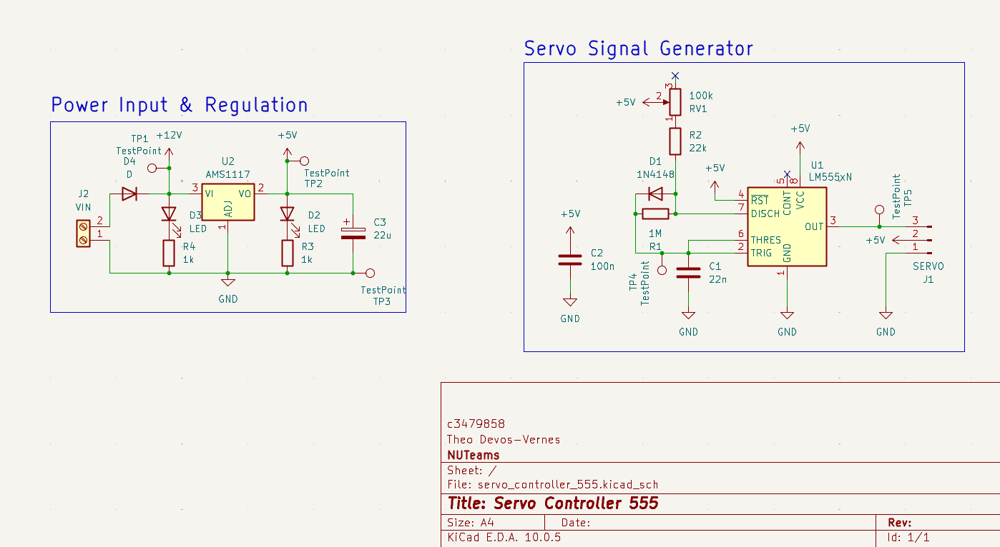 Servo Signal Generator
Power Input & Regulation
TP1
+12V
TestPoint
D4
D
+5V
TestPoint
TP2
U2
AMS1117
J2
VIN
2
1
3
VI
VO
2
ADJ
1
D3
LED
R4
1k
D2
LED
R3
1k
+
C3
22u
GND
TestPoint
TP3
3
+5V
2
100k
RV1
1
R2
22k
D1
1N4148
+5V
+5V
U1
LM555xN
5
8
4
RST
7
DISCH
CONT
VCC
OUT
3
6
THRES
2
TRIG
GND
1
1M
R1
+5V
C2
100n
GND
TP4
TestPoint
C1
22n
GND
GND
TestPoint
TP5
3
+5V
2
1
SERVO
J1
GND
c3479858
Theo Devos-Vernes
NUTeams
Sheet: /
File: servo_controller_555.kicad_sch
Title: Servo Controller 555
Size: A4
Date:
Rev:
KiCad E.D.A. 10.0.5
Id: 1/1